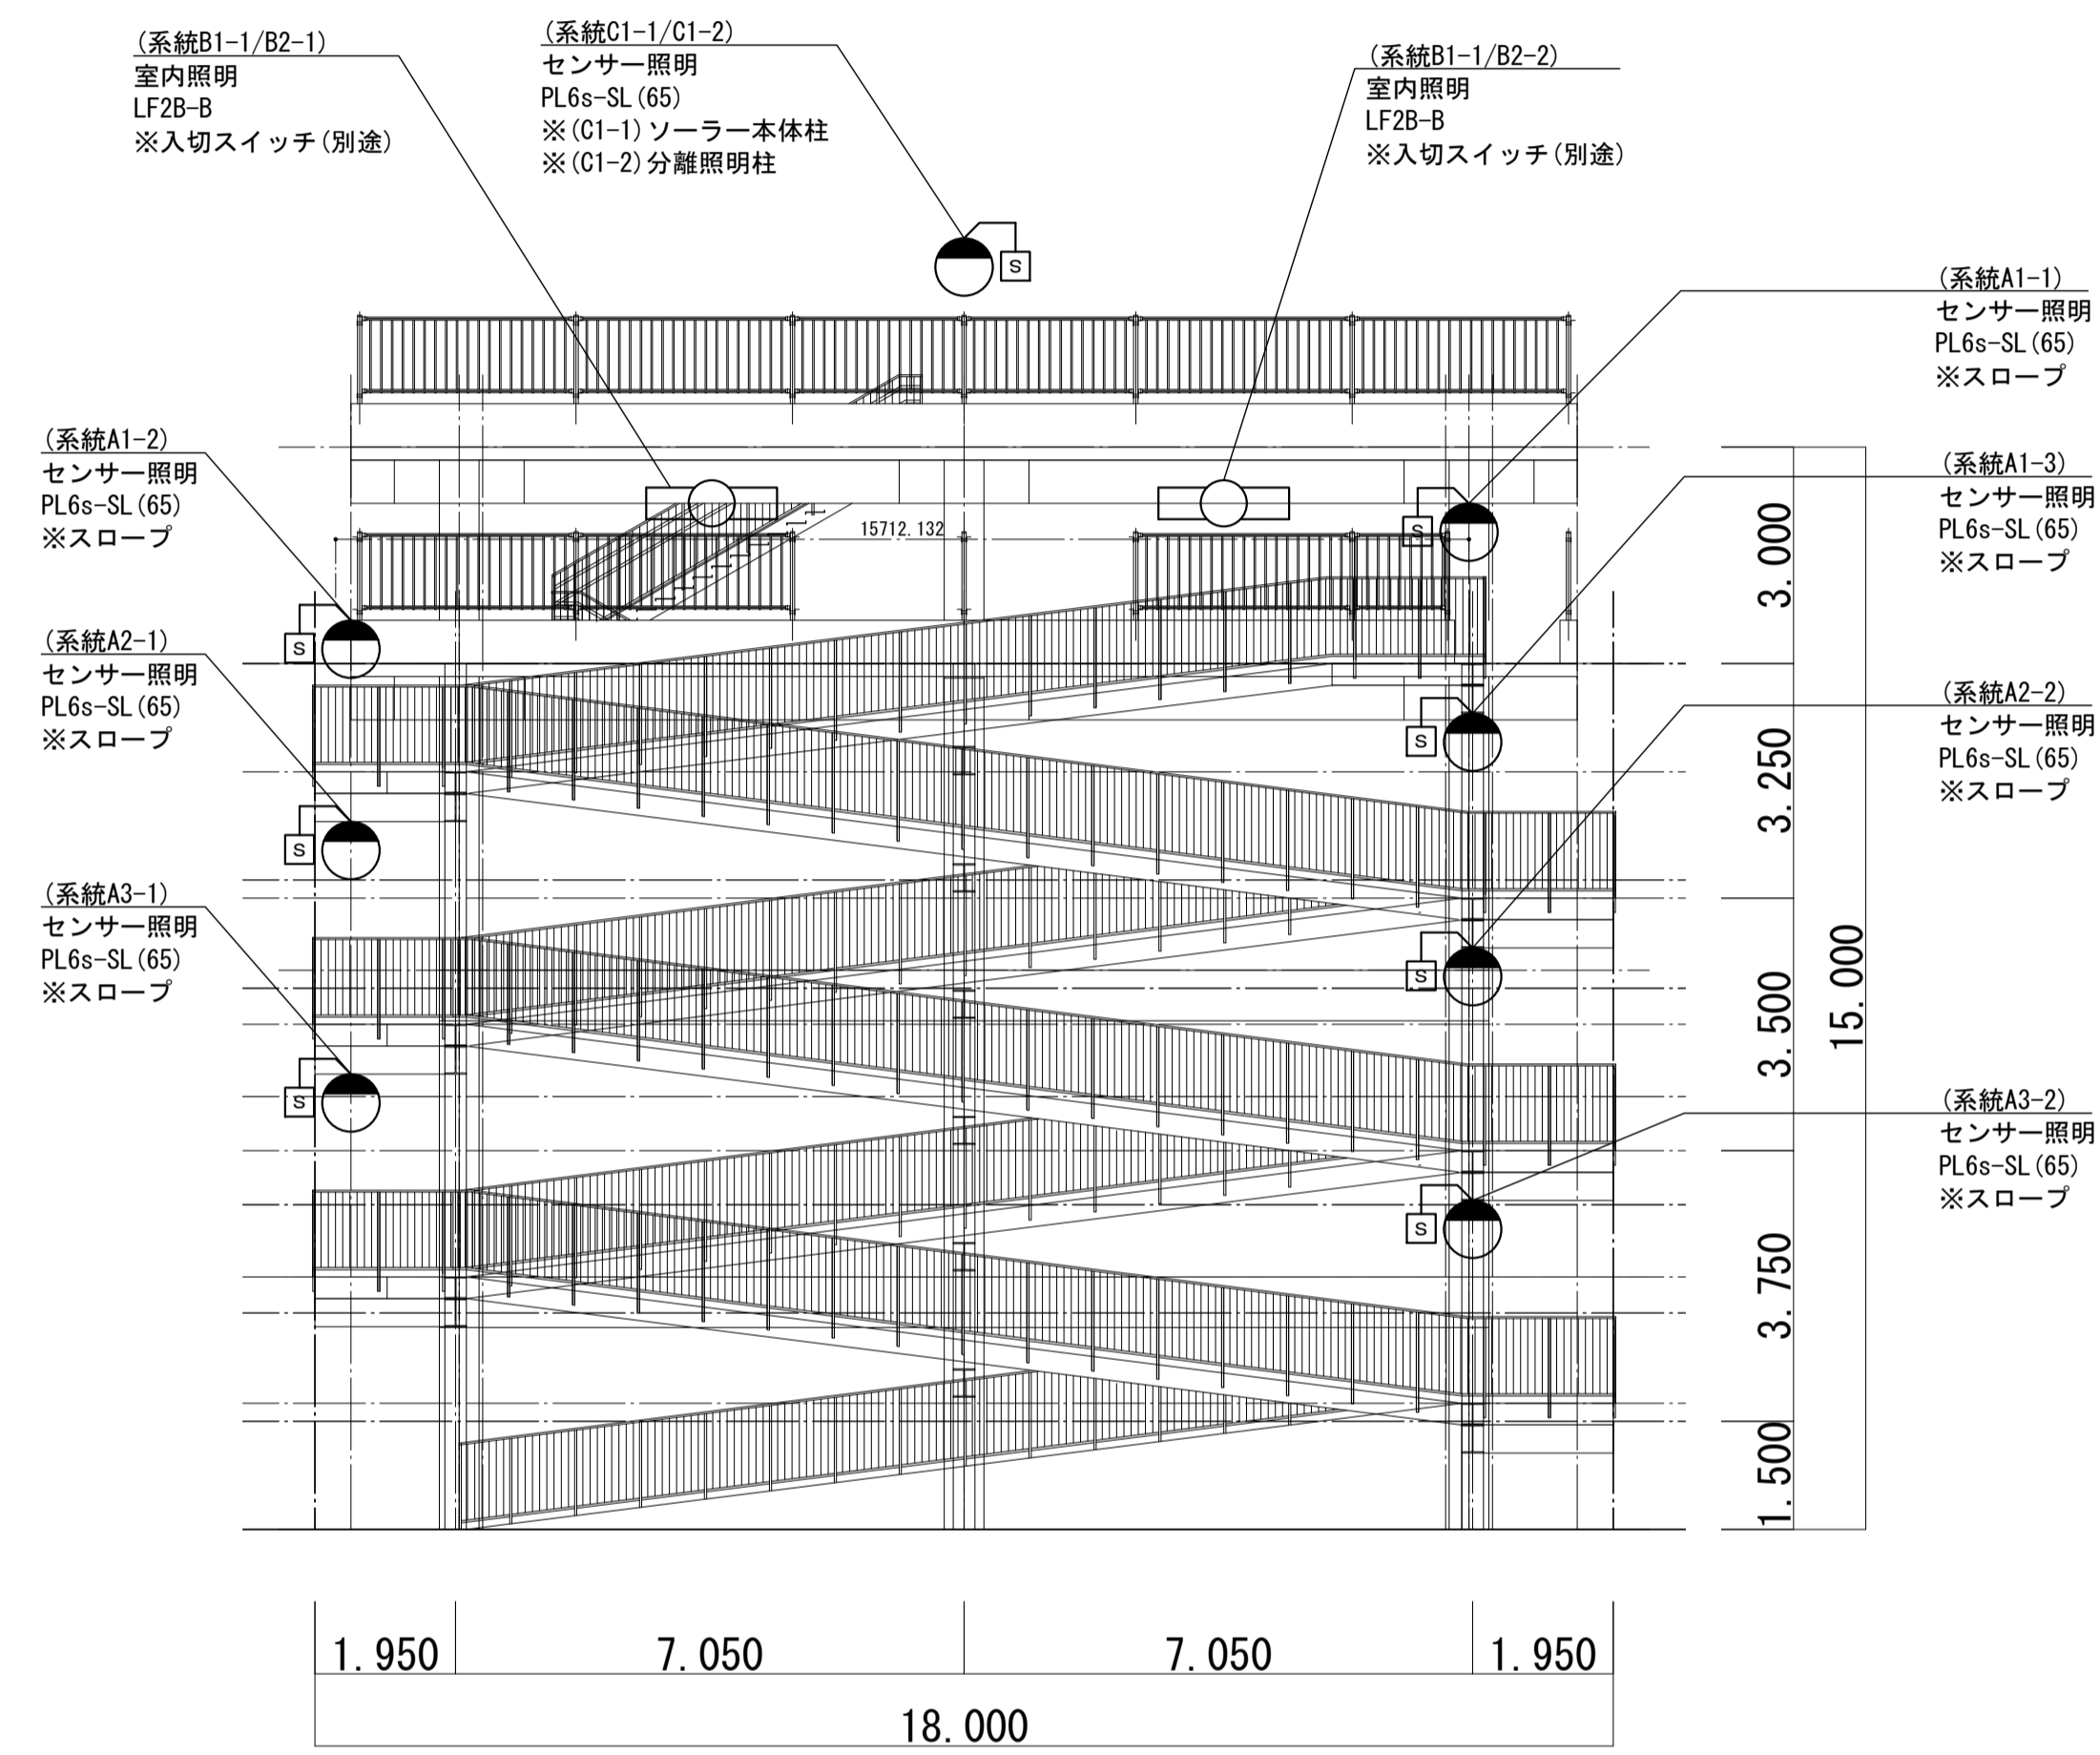 (系統B1-1/B2-1)
室内照明
LF2B-B
※入切スイッチ(別途)
(系統C1-1/C1-2)
センサー照明
PL6s-SL(65)
※(C1-1)ソーラー本体柱
※(C1-2)分離照明柱
(系統B1-1/B2-2)
室内照明
LF2B-B
※入切スイッチ(別途)
S
(系統A1-1)
センサー照明
PL6s-SL(65)
※スロープ
(系統A1-2)
センサー照明
PL6s-SL(65)
※スロープ
(系統A1-3)
センサー照明
PL6s-SL(65)
※スロープ
15712.132
S
3.000
S
(系統A2-1)
センサー照明
PL6s-SL(65)
※スロープ
(系統A2-2)
センサー照明
PL6s-SL(65)
※スロープ
S
3.250
S
(系統A3-1)
センサー照明
PL6s-SL(65)
※スロープ
S
3.500
15.000
S
(系統A3-2)
センサー照明
PL6s-SL(65)
※スロープ
S
3.750
1.500
1.950
7.050
7.050
1.950
18.000